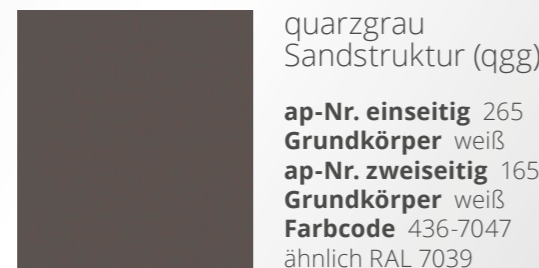 quarzgrau
Sandstruktur (qgg)
ap-Nr. einseitig 265
Grundkörper weiß
ap-Nr. zweiseitig 165
Grundkörper weiß
Farbcode 436-7047
ähnlich RAL 7039